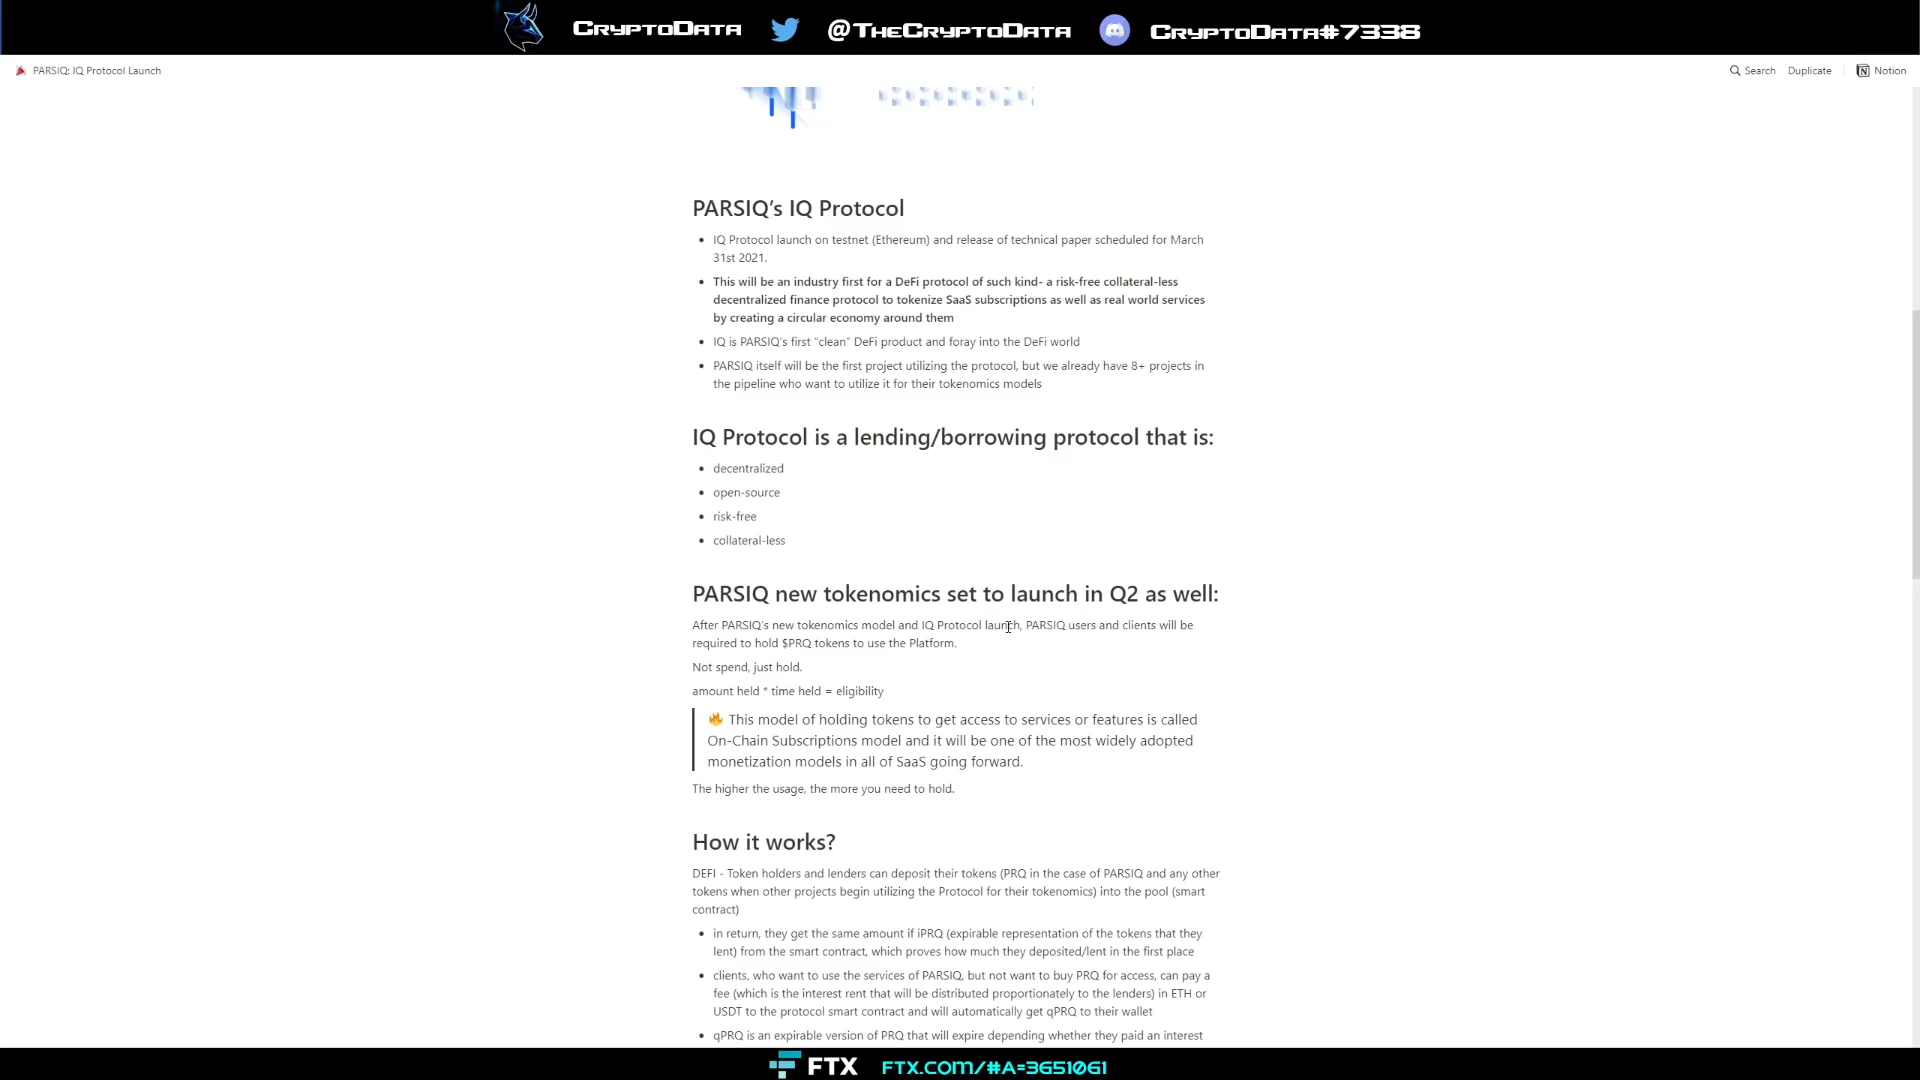 CryptoData @TheCryptoData CryptoData#7338
PARSIQ: IQ Protocol Launch Search Duplicate Notion
PARSIQ's IQ Protocol
• IQ Protocol launch on testnet (Ethereum) and release of technical paper scheduled for March
31st 2021.
• This will be an industry first for a DeFi protocol of such kind- a risk-free collateral-less
decentralized finance protocol to tokenize SaaS subscriptions as well as real world services
by creating a circular economy around them
• IQ is PARSIQ's first “clean” DeFi product and foray into the DeFi world
• PARSIQ itself will be the first project utilizing the protocol, but we already have 8+ projects in
the pipeline who want to utilize it for their tokenomics models
IQ Protocol is a lending/borrowing protocol that is:
• decentralized
• open-source
• risk-free
• collateral-less
PARSIQ new tokenomics set to launch in Q2 as well:
After PARSIQ's new tokenomics model and IQ Protocol launch, PARSIQ users and clients will be
required to hold $PRQ tokens to use the Platform.
Not spend, just hold.
amount held * time held = eligibility
🔥 This model of holding tokens to get access to services or features is called
On-Chain Subscriptions model and it will be one of the most widely adopted
monetization models in all of SaaS going forward.
The higher the usage, the more you need to hold.
How it works?
DEFI - Token holders and lenders can deposit their tokens (PRQ in the case of PARSIQ and any other
tokens when other projects begin utilizing the Protocol for their tokenomics) into the pool (smart
contract)
• in return, they get the same amount if iPRQ (expirable representation of the tokens that they
lent) from the smart contract, which proves how much they deposited/lent in the first place
• clients, who want to use the services of PARSIQ, but not want to buy PRQ for access, can pay a
fee (which is the interest rent that will be distributed proportionately to the lenders) in ETH or
USDT to the protocol smart contract and will automatically get qPRQ to their wallet
• qPRQ is an expirable version of PRQ that will expire depending whether they paid an interest
FTX FTX.com/#A=3651061